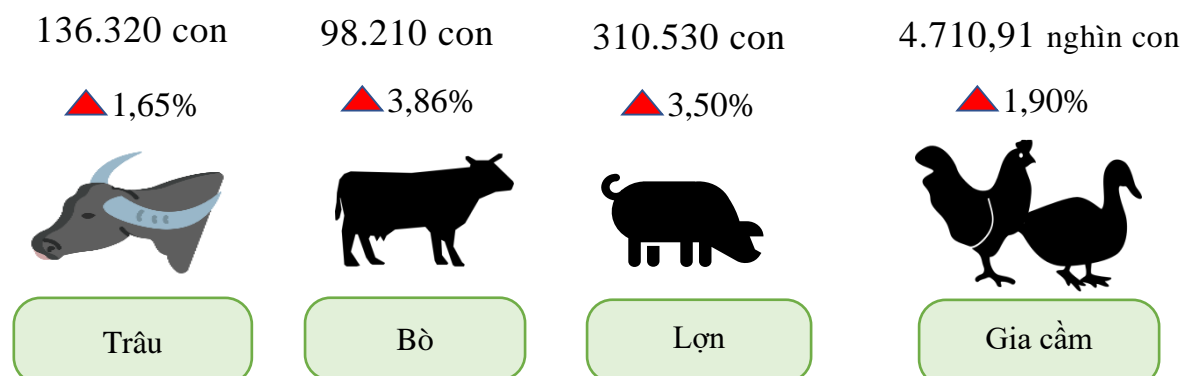 136.320 con
98.210 con
310.530 con
4.710,91 nghìn con
1,65%
3,86%
3,50%
1,90%
Trâu
Bò
Lợn
Gia cầm